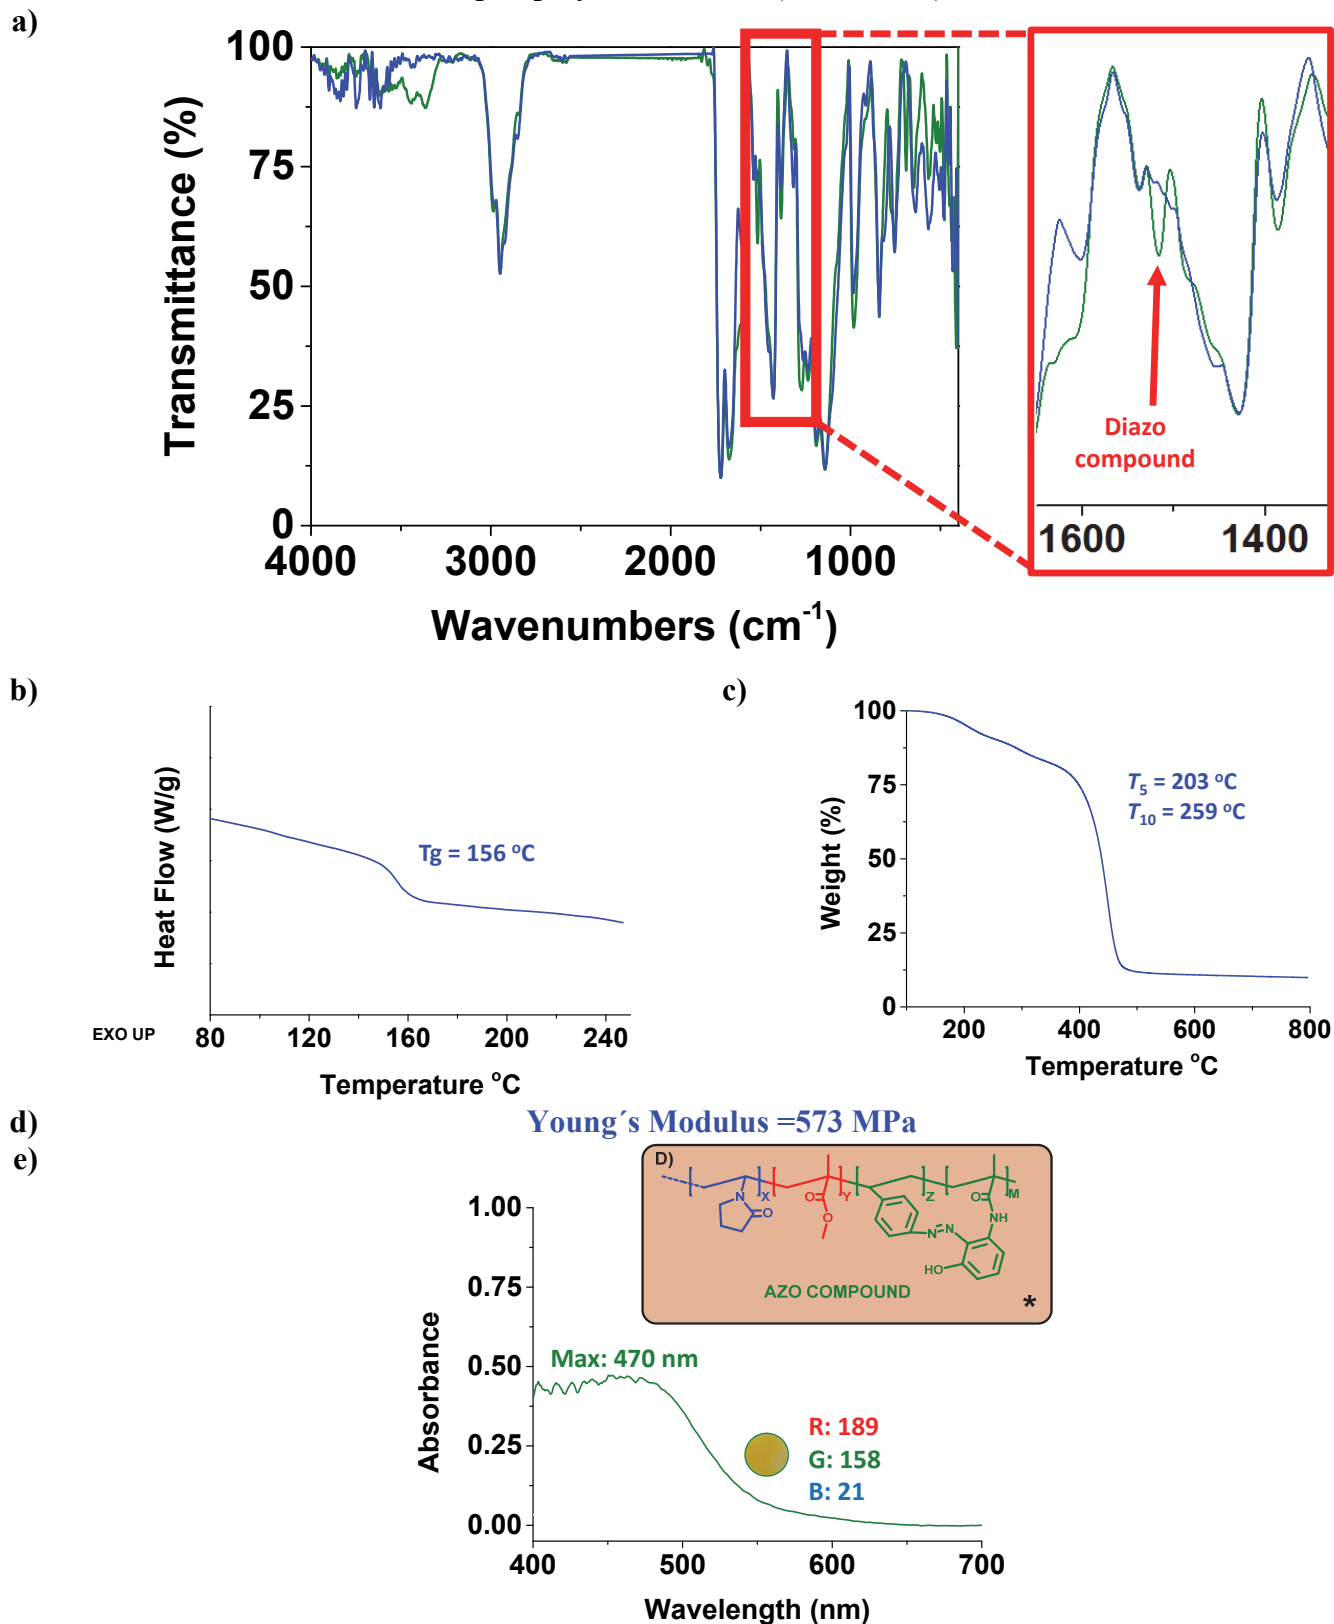 a)
100
75
50
25
0
Transmittance (%)
4000 3000 2000 1000
Wavenumbers (cm-1)
Diazo
compound
1600 1400
b)
Heat Flow (W/g)
Tg = 156 oC
EXO UP
80 120 160 200 240
Temperature oC
c)
100
75
50
25
0
Weight (%)
T5 = 203 oC
T10 = 259 oC
200 400 600 800
Temperature oC
d)
Young´s Modulus =573 MPa
e)
D)
X Y Z M
N O O O O NH
N=N
HO
AZO COMPOUND
*
1.00
0.75
0.50
0.25
0.00
Absorbance
Max: 470 nm
R: 189
G: 158
B: 21
400 500 600 700
Wavelength (nm)